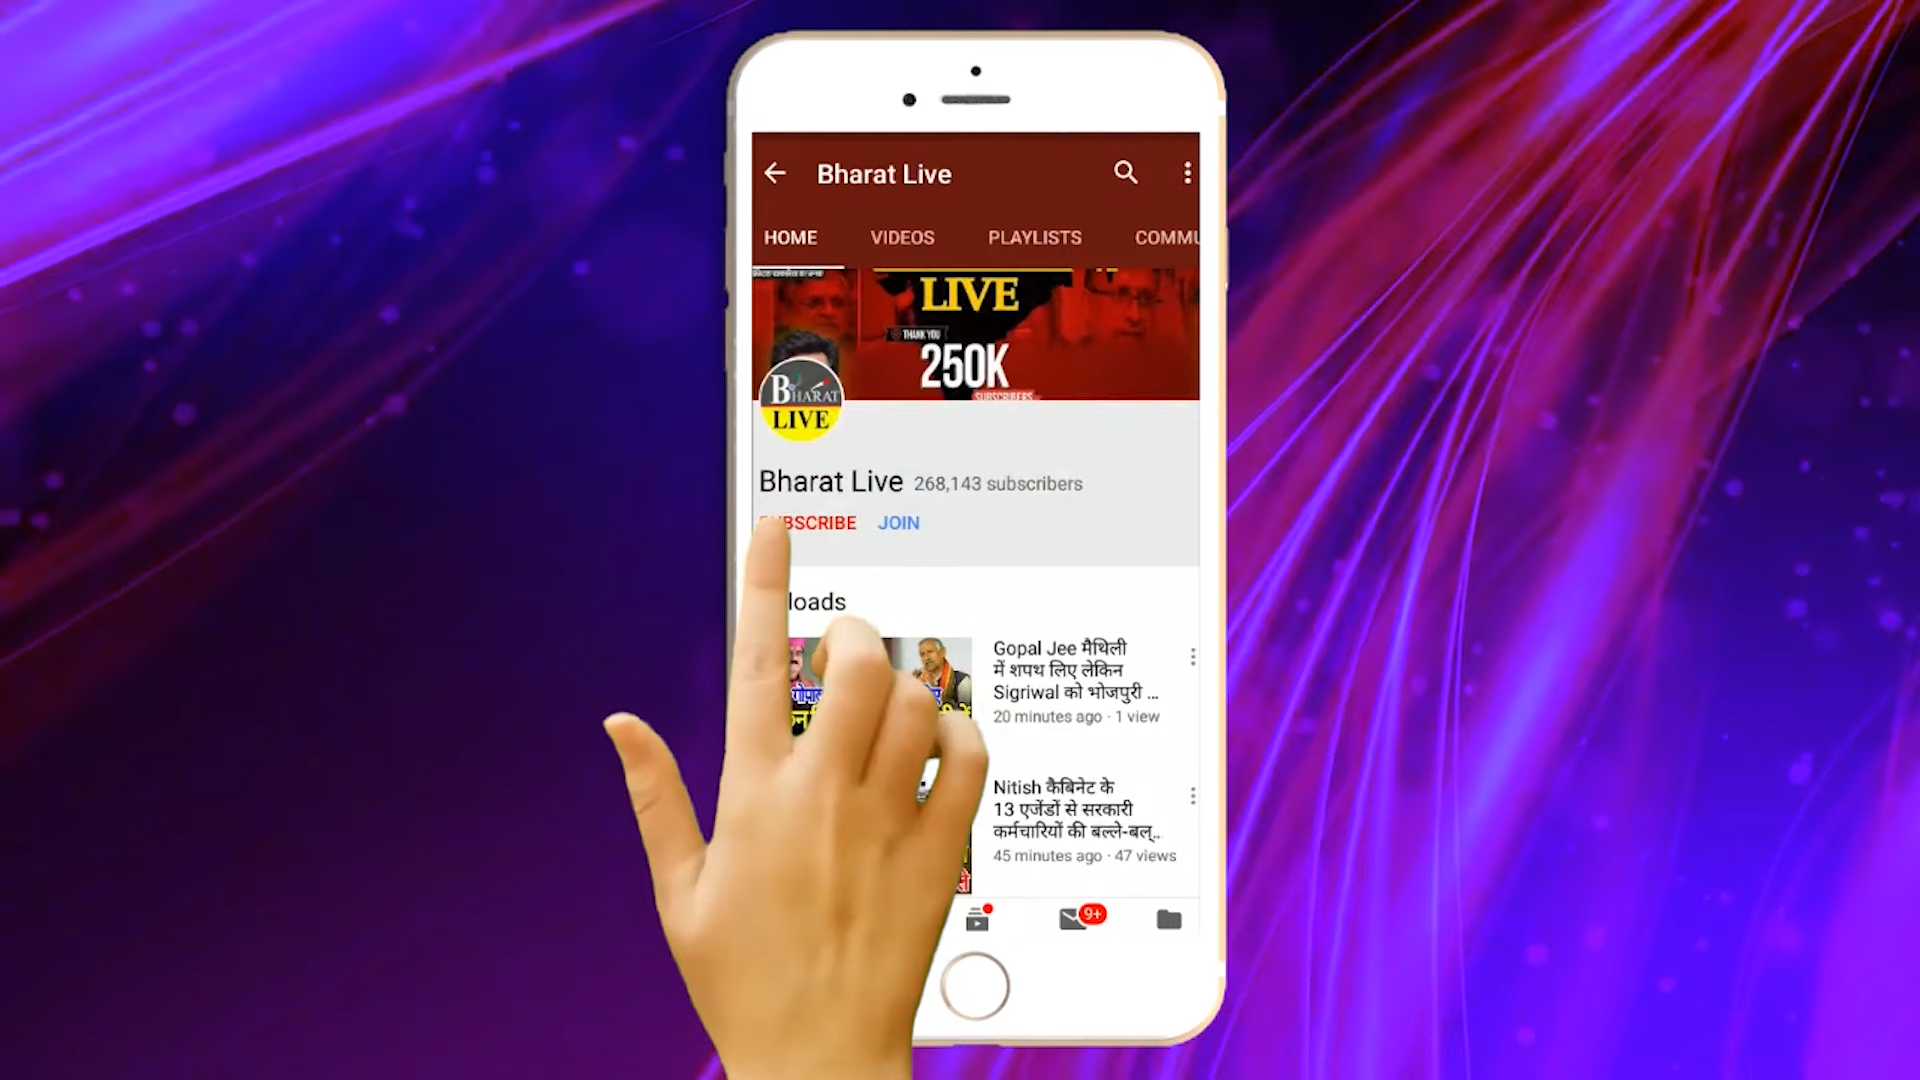 Bharat Live
HOME VIDEOS PLAYLISTS COMMU
LIVE
THANK YOU
250K
SUBSCRIBERS
BHARAT
LIVE
Bharat Live 268,143 subscribers
SUBSCRIBE JOIN
loads
Gopal Jee मैथिली
में शपथ लिए लेकिन
Sigriwal को भोजपुरी ...
20 minutes ago · 1 view
Nitish कैबिनेट के
13 एजेंडों से सरकारी
कर्मचारियों की बल्ले-बल्...
45 minutes ago · 47 views
9+